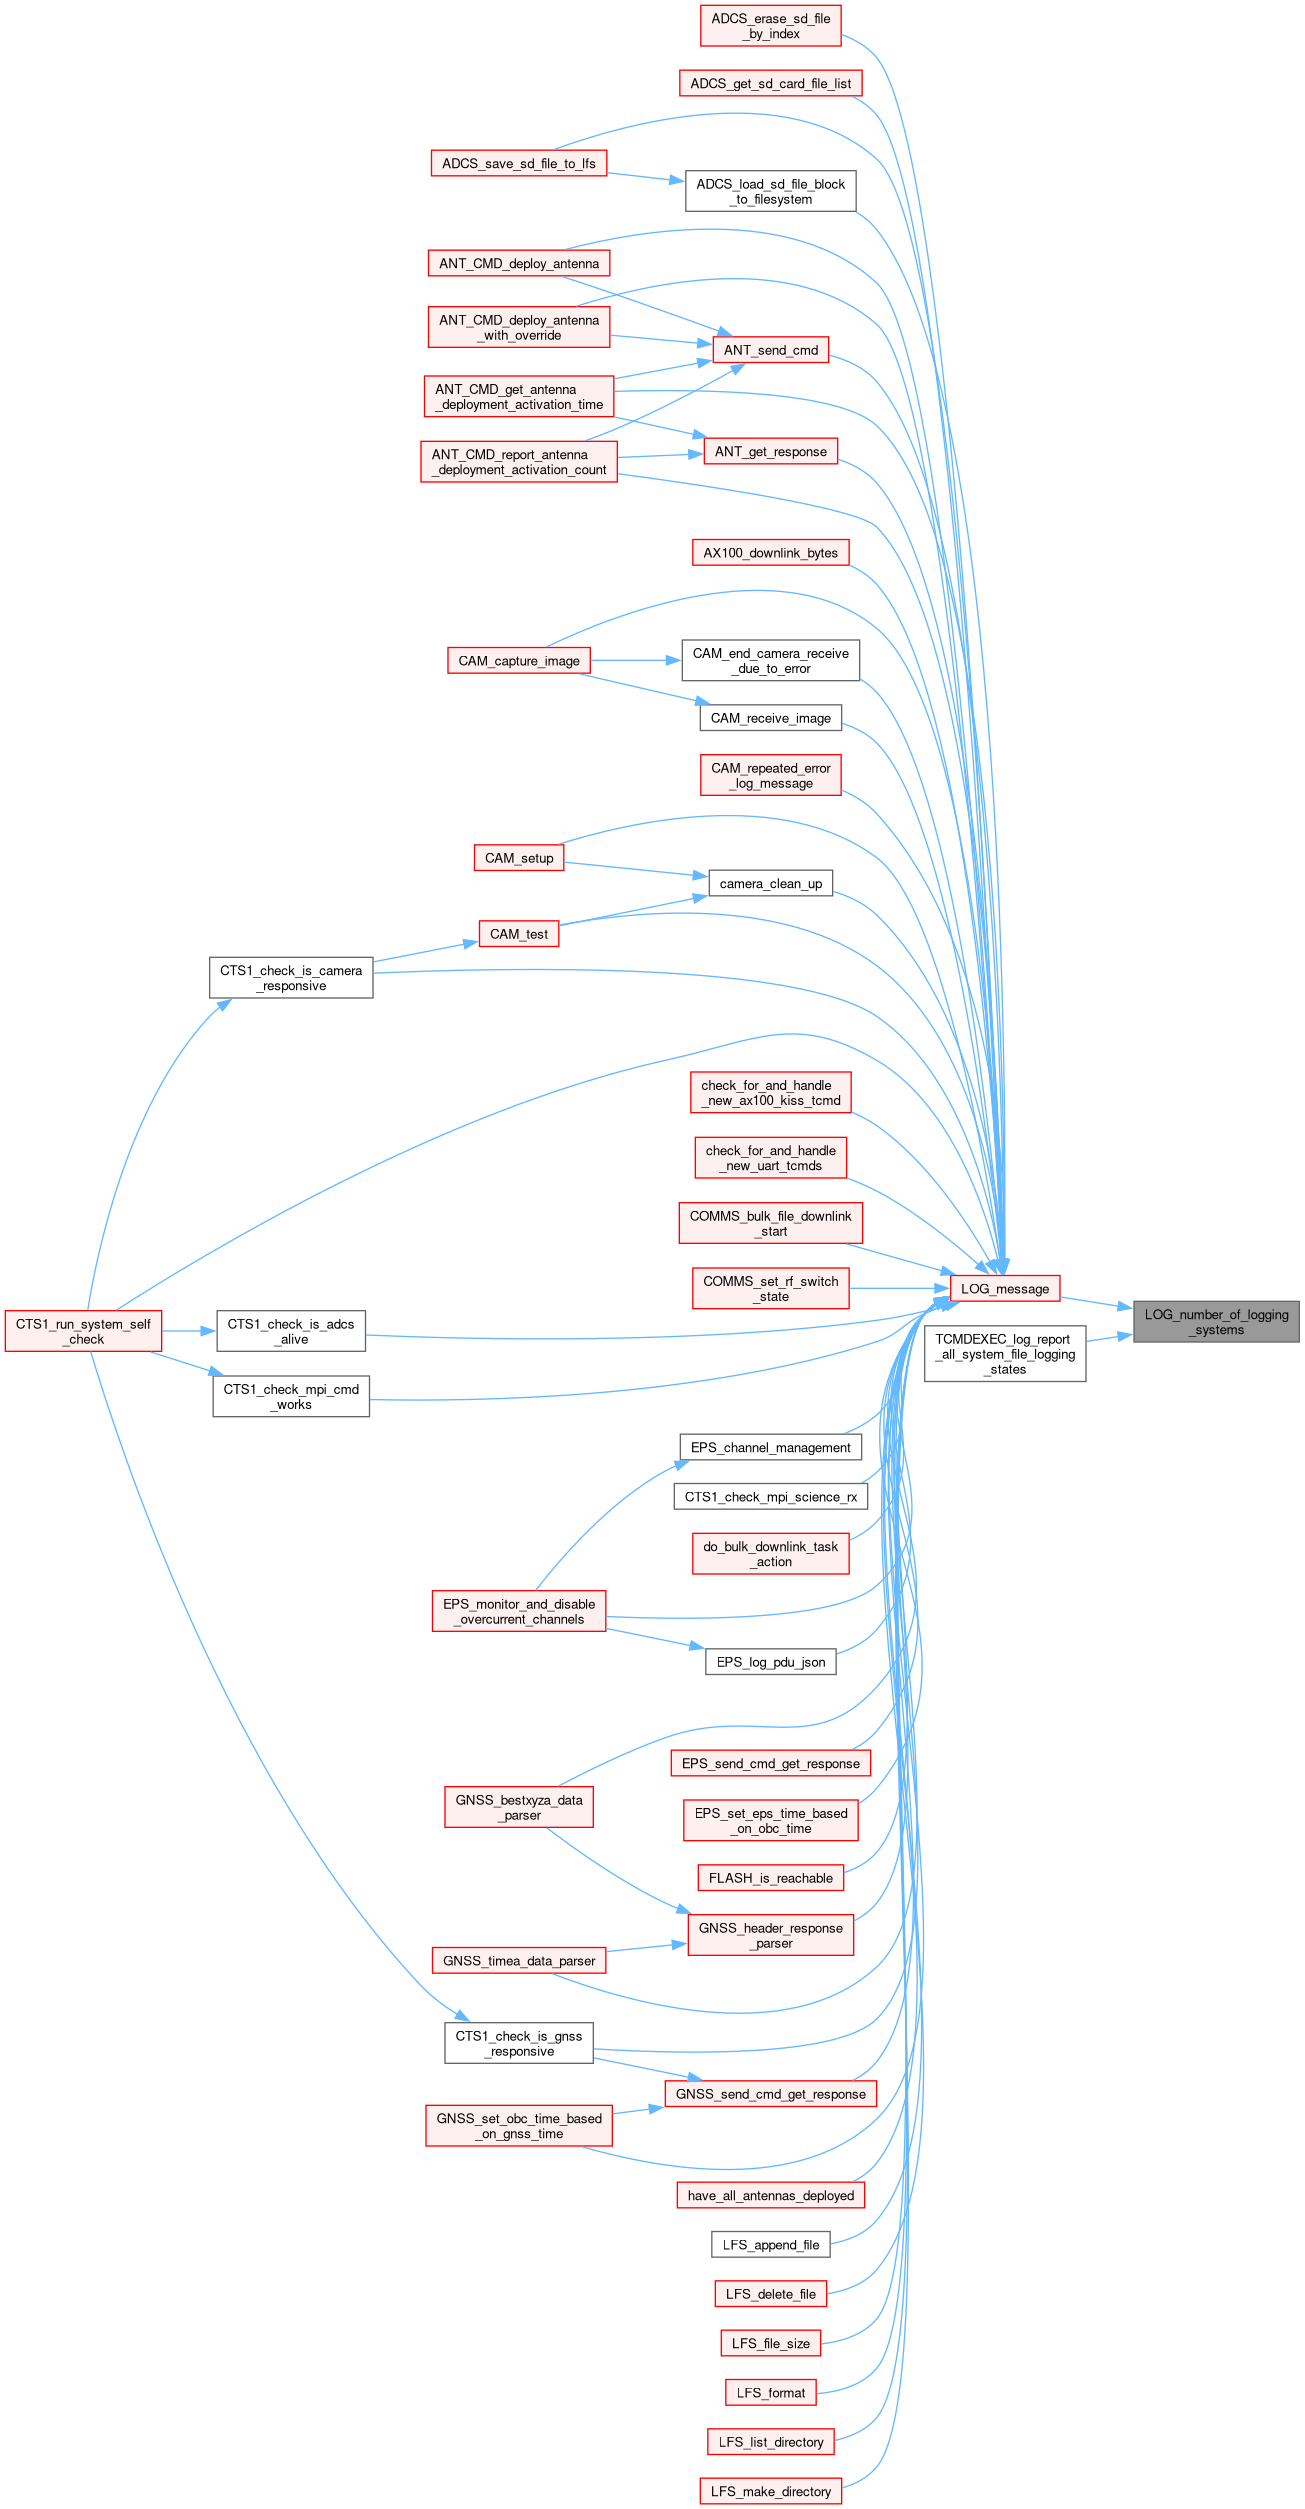 ADCS_erase_sd_file
_by_index
ADCS_get_sd_card_file_list
ADCS_save_sd_file_to_lfs
ADCS_load_sd_file_block
_to_filesystem
ANT_CMD_deploy_antenna
ANT_CMD_deploy_antenna
_with_override
ANT_send_cmd
ANT_CMD_get_antenna
_deployment_activation_time
ANT_CMD_report_antenna
_deployment_activation_count
ANT_get_response
AX100_downlink_bytes
CAM_capture_image
CAM_end_camera_receive
_due_to_error
CAM_receive_image
CAM_repeated_error
_log_message
CAM_setup
camera_clean_up
CAM_test
CTS1_check_is_camera
_responsive
check_for_and_handle
_new_ax100_kiss_tcmd
check_for_and_handle
_new_uart_tcmds
COMMS_bulk_file_downlink
_start
COMMS_set_rf_switch
_state
LOG_message
LOG_number_of_logging
_systems
CTS1_run_system_self
_check
CTS1_check_is_adcs
_alive
TCMDEXEC_log_report
_all_system_file_logging
_states
CTS1_check_mpi_cmd
_works
EPS_channel_management
CTS1_check_mpi_science_rx
do_bulk_downlink_task
_action
EPS_monitor_and_disable
_overcurrent_channels
EPS_log_pdu_json
EPS_send_cmd_get_response
GNSS_bestxyza_data
_parser
EPS_set_eps_time_based
_on_obc_time
FLASH_is_reachable
GNSS_header_response
_parser
GNSS_timea_data_parser
CTS1_check_is_gnss
_responsive
GNSS_send_cmd_get_response
GNSS_set_obc_time_based
_on_gnss_time
have_all_antennas_deployed
LFS_append_file
LFS_delete_file
LFS_file_size
LFS_format
LFS_list_directory
LFS_make_directory